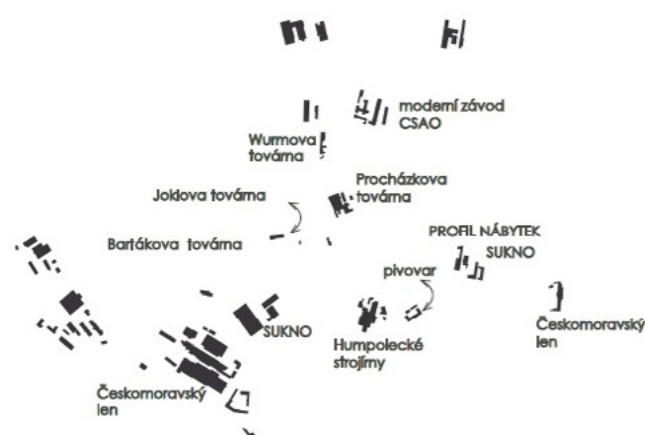 moderní závod
CSAO
Wurmova
továrna
Procházkova
továrna
Joklova továrna
Bartákova továrna
PROFIL NÁBYTEK
SUKNO
pivovar
SUKNO
Humpolecké
strojírny
Českomoravský
len
Českomoravský
len